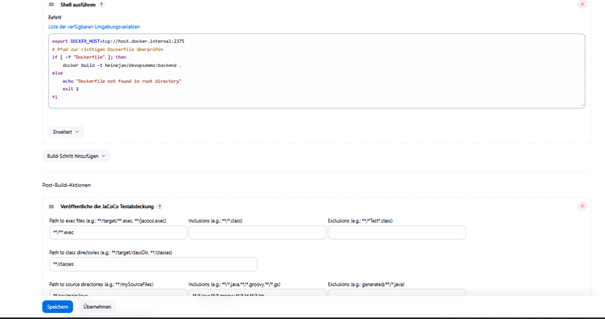 Shell ausführen ?
Befehl
Liste der verfügbaren Umgebungsvariablen
export DOCKER_HOST=tcp://host.docker.internal:2375
# Pfad zur richtigen Dockerfile überprüfen
if [ -f "Dockerfile" ]; then
docker build -t heinejan/devopsdemo:backend .
else
echo "Dockerfile not found in root directory"
exit 1
fi
Erweitert
Build-Schritt hinzufügen
Post-Build-Aktionen
Veröffentliche die JaCoCo Testabdeckung ?
Path to exec files (e.g.: **/target/**.exec, **/jacoco.exec) Inclusions (e.g.: **/*.class) Exclusions (e.g.: **/*Test*.class)
**/**.exec
Path to class directories (e.g.: **/target/classDir, **/classes)
**/classes
Path to source directories (e.g.: **/mySourceFiles) Inclusions (e.g.: **/*.java,**/*.groovy,**/*.gs) Exclusions (e.g.: generated/**/*.java)
Speichern Übernehmen